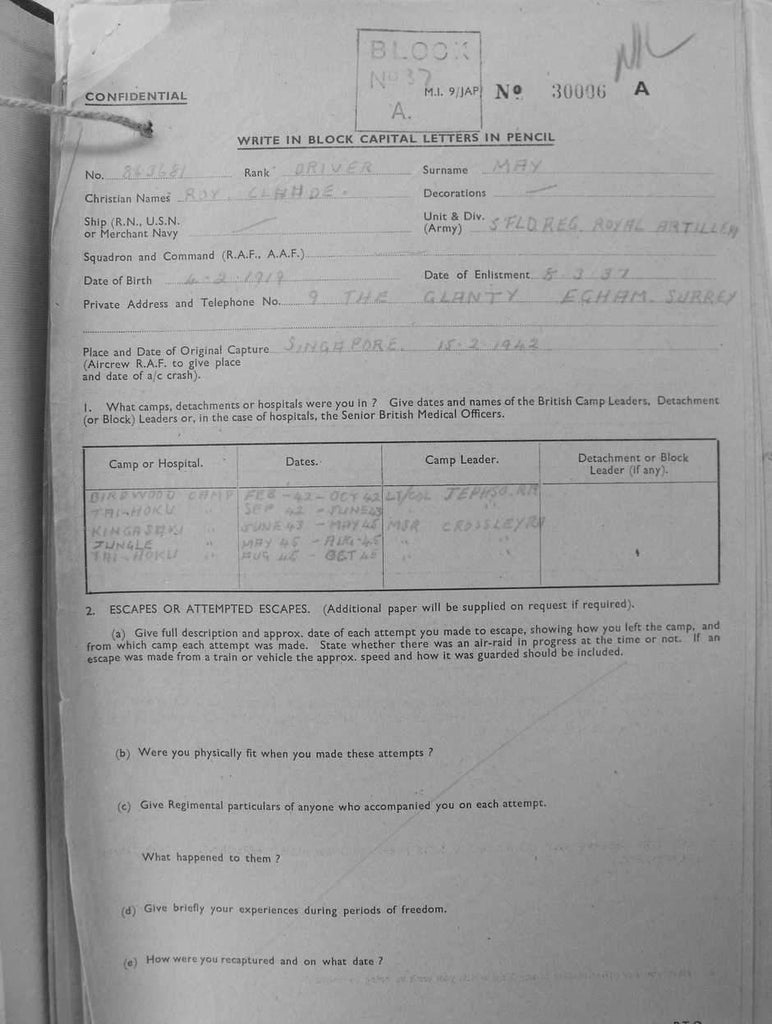 BLOCK
Nº 37
A.
CONFIDENTIAL
M.I. 9/JAP Nº 30006 A
WRITE IN BLOCK CAPITAL LETTERS IN PENCIL
No. Rank DRIVER Surname MAY
Christian Names ROY. CLAUDE. Decorations
Ship (R.N., U.S.N. or Merchant Navy
Unit & Div. (Army) 5 FLD REG. ROYAL ARTILLERY
Squadron and Command (R.A.F., A.A.F.)
Date of Birth 4-2-1919 Date of Enlistment 8 3 37
Private Address and Telephone No. 9 THE GLANTY EGHAM. SURREY
Place and Date of Original Capture SINGAPORE. 15-2-1942
(Aircrew R.A.F. to give place
and date of a/c crash).
1. What camps, detachments or hospitals were you in ? Give dates and names of the British Camp Leaders, Detachment
(or Block) Leaders or, in the case of hospitals, the Senior British Medical Officers.
Camp or Hospital. Dates. Camp Leader. Detachment or Block Leader (if any).
BIRDWOOD CAMP FEB - 42 - OCT 42 LT/COL JEPHSO. RA
TAI-HOKU " SEP 42 - JUNE 43
" JUNE 43 - MAY 45 MJR CROSSLEY RA
JUNGLE " MAY 45 - AUG 45 "
TAI-HOKU " AUG 45 - 45 "
2. ESCAPES OR ATTEMPTED ESCAPES. (Additional paper will be supplied on request if required).
(a) Give full description and approx. date of each attempt you made to escape, showing how you left the camp, and
from which camp each attempt was made. State whether there was an air-raid in progress at the time or not. If an
escape was made from a train or vehicle the approx. speed and how it was guarded should be included.
(b) Were you physically fit when you made these attempts ?
(c) Give Regimental particulars of anyone who accompanied you on each attempt.
What happened to them ?
(d) Give briefly your experiences during periods of freedom.
(e) How were you recaptured and on what date ?
P.T.O.